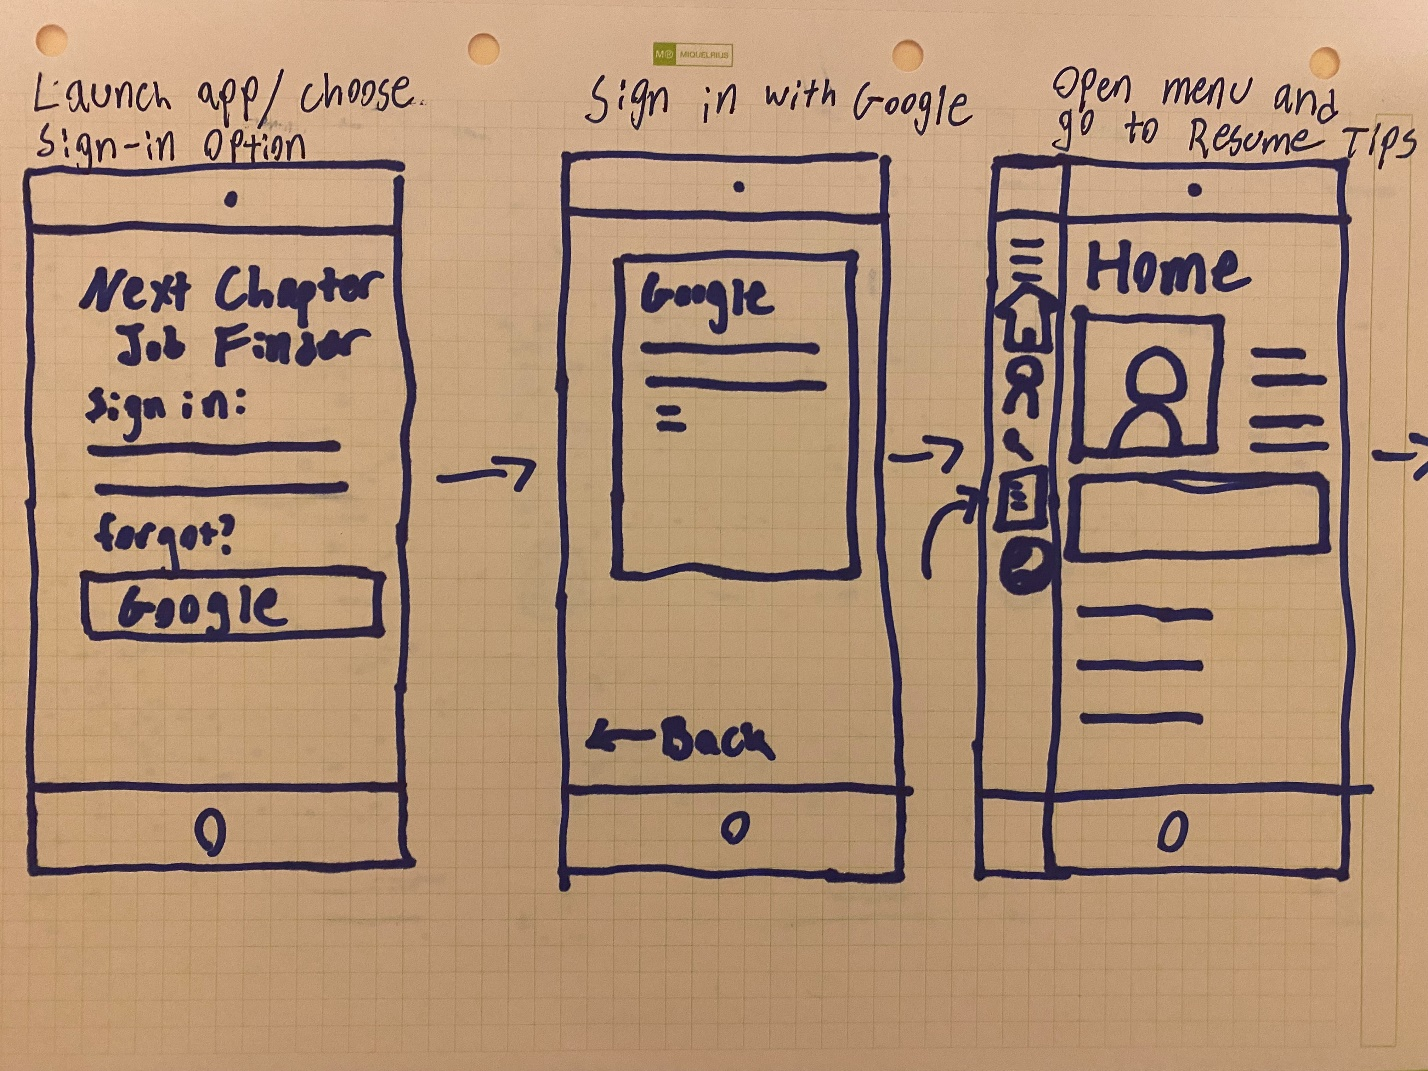 Launch app/choose
Sign-in option
Sign in with Google
Open menu and
go to Resume Tips
M® MIQUELRIUS
Next Chapter
Job Finder
Sign in:
forgot?
Google
Google
← Back
Home